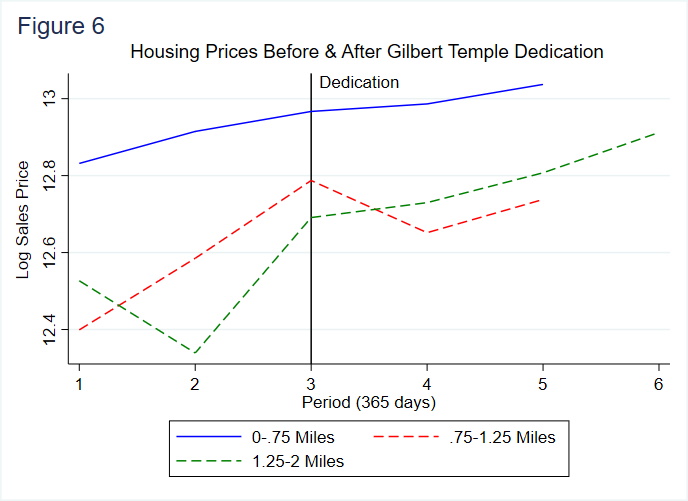 Figure 6
Housing Prices Before & After Gilbert Temple Dedication
Dedication
13
12.8
12.6
12.4
Log Sales Price
1 2 3 4 5 6
Period (365 days)
0-.75 Miles .75-1.25 Miles
1.25-2 Miles